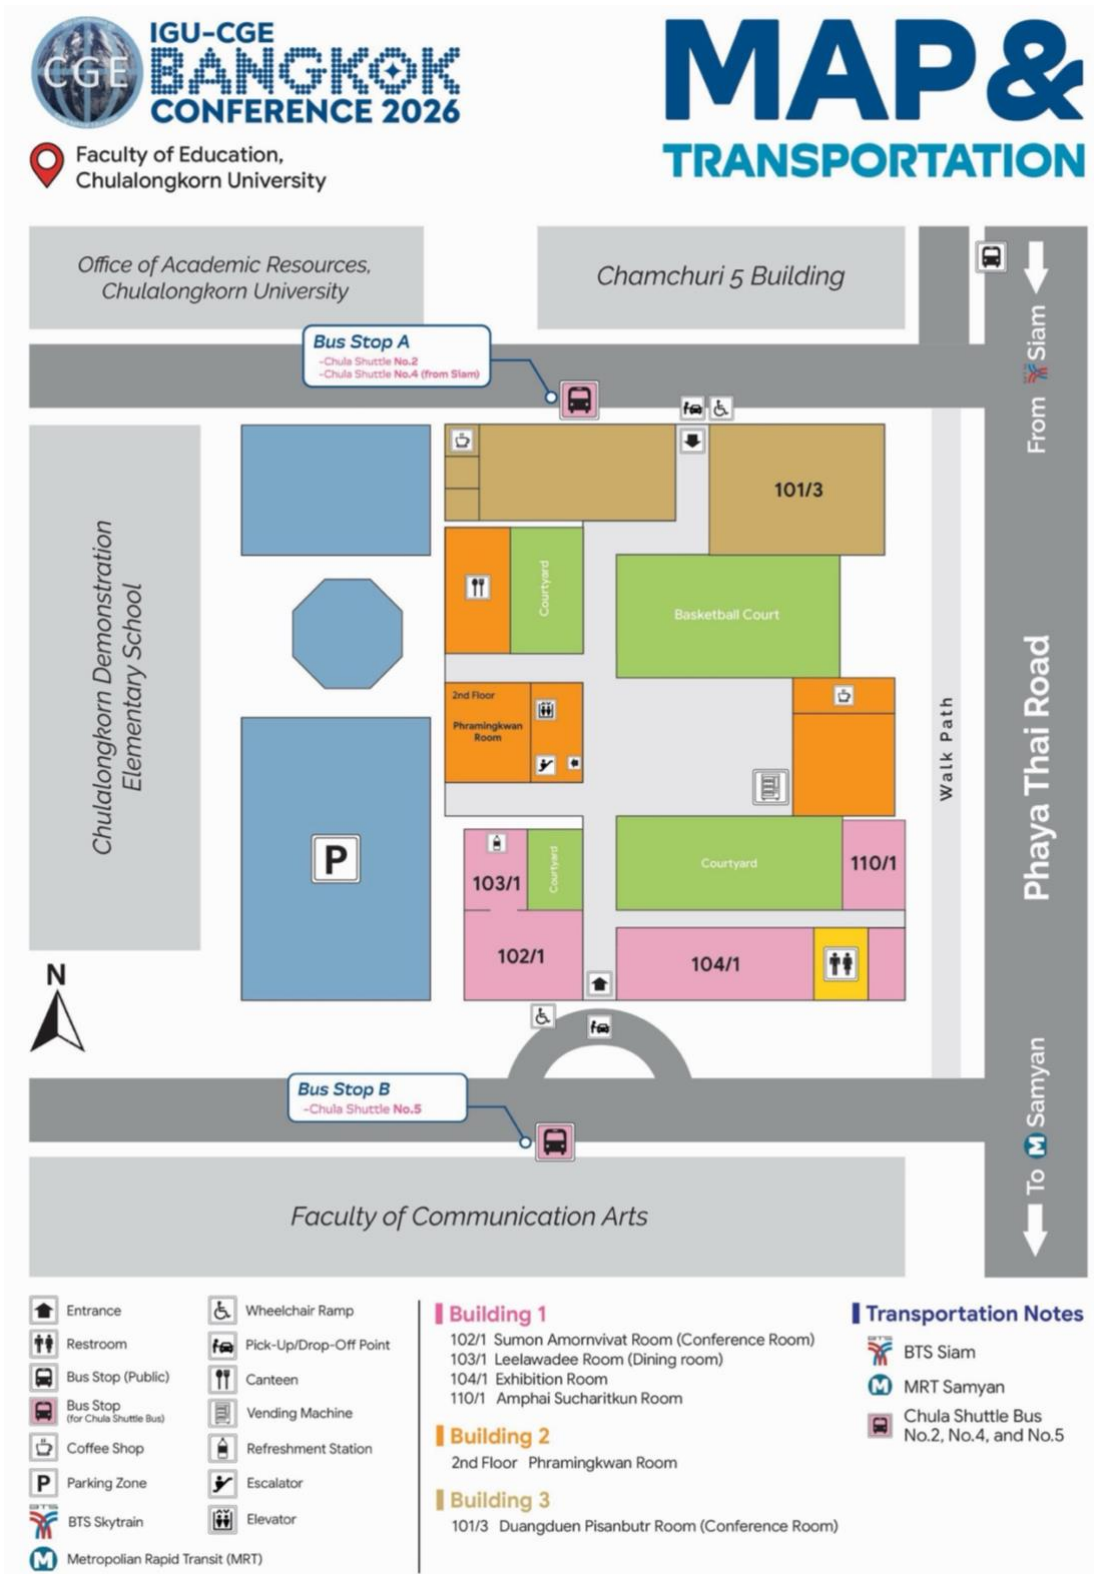 IGU-CGE
CGE
BANGKOK
CONFERENCE 2026
MAP &
TRANSPORTATION
Faculty of Education,
Chulalongkorn University
Office of Academic Resources,
Chulalongkorn University
Chamchuri 5 Building
Bus Stop A
-Chula Shuttle No.2
-Chula Shuttle No.4 (from Siam)
From BTS Siam
101/3
Courtyard
Basketball Court
Chulalongkorn Demonstration
Elementary School
2nd Floor
Phramingkwan
Room
Walk Path
Phaya Thai Road
P
103/1
Courtyard
Courtyard
110/1
102/1
104/1
N
Bus Stop B
-Chula Shuttle No.5
To M Samyan
Faculty of Communication Arts
Entrance
Restroom
Bus Stop (Public)
Bus Stop
(for Chula Shuttle Bus)
Coffee Shop
P Parking Zone
BTS BTS Skytrain
M Metropolian Rapid Transit (MRT)
Wheelchair Ramp
Pick-Up/Drop-Off Point
Canteen
Vending Machine
Refreshment Station
Escalator
Elevator
Building 1
102/1 Sumon Amornvivat Room (Conference Room)
103/1 Leelawadee Room (Dining room)
104/1 Exhibition Room
110/1 Amphai Sucharitkun Room
Building 2
2nd Floor Phramingkwan Room
Building 3
101/3 Duangduen Pisanbutr Room (Conference Room)
Transportation Notes
BTS BTS Siam
M MRT Samyan
Chula Shuttle Bus
No.2, No.4, and No.5